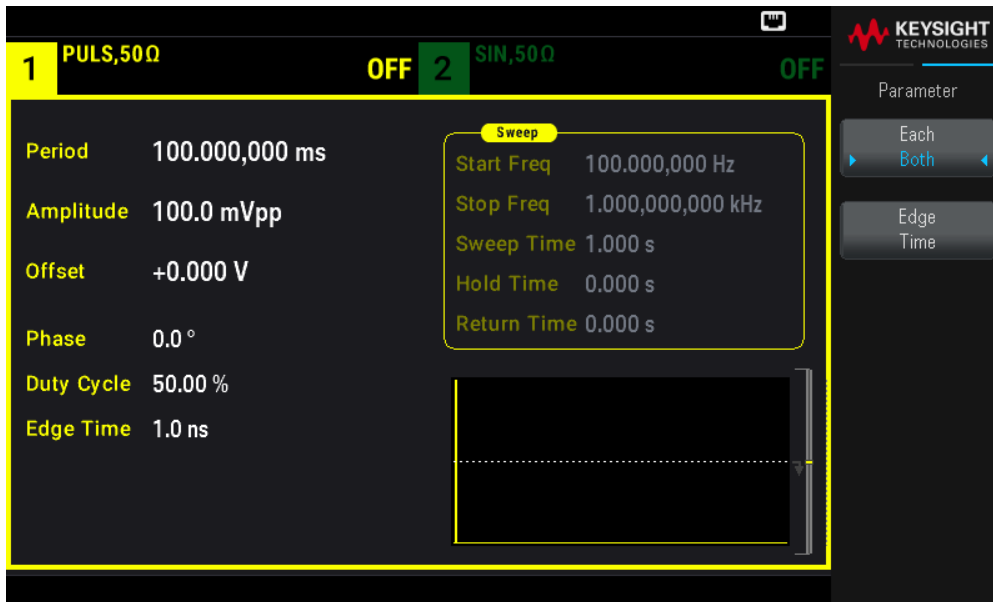 KEYSIGHT
TECHNOLOGIES
1 PULS,50Ω OFF 2 SIN,50Ω OFF
Parameter
Period 100.000,000 ms
Amplitude 100.0 mVpp
Offset +0.000 V
Phase 0.0 °
Duty Cycle 50.00 %
Edge Time 1.0 ns
Sweep
Start Freq 100.000,000 Hz
Stop Freq 1.000,000,000 kHz
Sweep Time 1.000 s
Hold Time 0.000 s
Return Time 0.000 s
Each
Both
Edge
Time